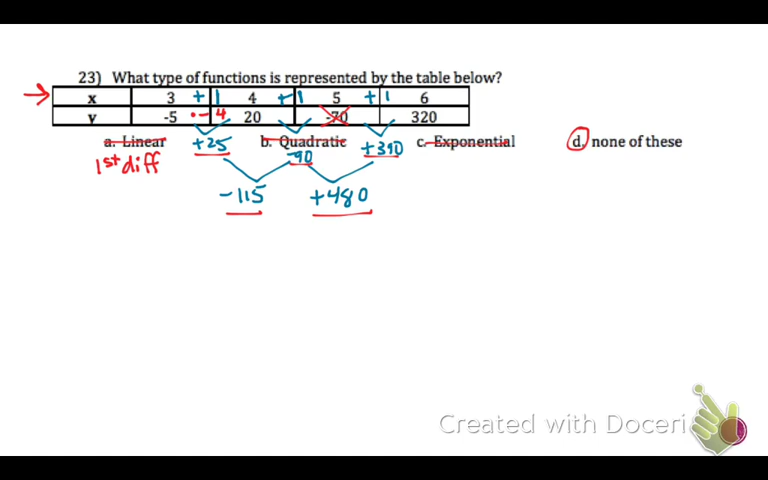 23) What type of functions is represented by the table below?
x 3 +1 4 +1 5 +1 6
y -5 •-4 20 -70 320
a. Linear b. Quadratic c. Exponential d. none of these
1st diff +25 -90 +390
-115 +480
Created with Doceri